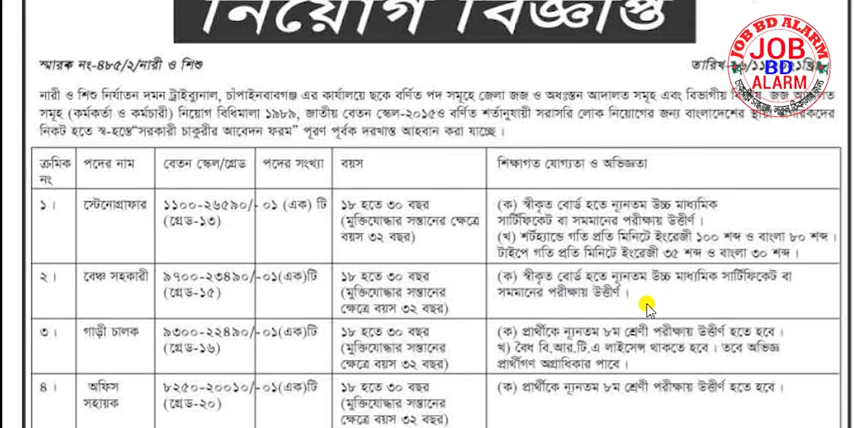 নিয়োগ বিজ্ঞপ্তি
JOB BD ALARM
JOB
BD
ALARM
স্মারক নং-৪৮৫/২/নারী ও শিশু
তারিখ-
নারী ও শিশু নির্যাতন দমন ট্রাইব্যুনাল, চাঁপাইনবাবগঞ্জ এর কার্যালয়ে ছকে বর্ণিত পদ সমূহে জেলা জজ ও অধঃস্তন আদালত সমূহ এবং বিভাগীয় জজ
সমূহ (কর্মকর্তা ও কর্মচারী) নিয়োগ বিধিমালা ১৯৮৯, জাতীয় বেতন স্কেল-২০১৫ও বর্ণিত শর্তানুযায়ী সরাসরি লোক নিয়োগের জন্য বাংলাদেশের স্থায়ী
নিকট হতে স্ব-হস্তে"সরকারী চাকুরীর আবেদন ফরম" পূরণ পূর্বক দরখাস্ত আহবান করা যাচ্ছে।
ক্রমিক নং
পদের নাম
বেতন স্কেল/গ্রেড
পদের সংখ্যা
বয়স
শিক্ষাগত যোগ্যতা ও অভিজ্ঞতা
১।
স্টেনোগ্রাফার
১১০০-২৬৫৯০/-
(গ্রেড-১৩)
০১ (এক) টি
১৮ হতে ৩০ বছর
(মুক্তিযোদ্ধার সন্তানের ক্ষেত্রে
বয়স ৩২ বছর)
(ক) স্বীকৃত বোর্ড হতে ন্যূনতম উচ্চ মাধ্যমিক
সার্টিফিকেট বা সমমানের পরীক্ষায় উত্তীর্ণ।
(খ) শর্টহ্যান্ডে গতি প্রতি মিনিটে ইংরেজী ১০০ শব্দ ও বাংলা ৮০ শব্দ।
টাইপে গতি প্রতি মিনিটে ইংরেজী ৩৫ শব্দ ও বাংলা ৩০ শব্দ।
২।
বেঞ্চ সহকারী
৯৭০০-২৩৪৯০/-
(গ্রেড-১৫)
০১(এক)টি
১৮ হতে ৩০ বছর
(মুক্তিযোদ্ধার সন্তানের
ক্ষেত্রে বয়স ৩২ বছর)
(ক) স্বীকৃত বোর্ড হতে ন্যূনতম উচ্চ মাধ্যমিক সার্টিফিকেট বা
সমমানের পরীক্ষায় উত্তীর্ণ।
৩।
গাড়ী চালক
৯৩০০-২২৪৯০/-
(গ্রেড-১৬)
০১(এক)টি
১৮ হতে ৩০ বছর
(মুক্তিযোদ্ধার সন্তানের
ক্ষেত্রে বয়স ৩২ বছর)
(ক) প্রার্থীকে ন্যূনতম ৮ম শ্রেণী পরীক্ষায় উত্তীর্ণ হতে হবে।
খ) বৈধ বি.আর.টি.এ লাইসেন্স থাকতে হবে। তবে অভিজ্ঞ
প্রার্থীগণ অগ্রাধিকার পাবে।
৪।
অফিস
সহায়ক
৮২৫০-২০০১০/-
(গ্রেড-২০)
০১(এক)টি
১৮ হতে ৩০ বছর
(মুক্তিযোদ্ধার সন্তানের
ক্ষেত্রে বয়স ৩২ বছর)
(ক) প্রার্থীকে ন্যূনতম ৮ম শ্রেণী পরীক্ষায় উত্তীর্ণ হতে হবে।